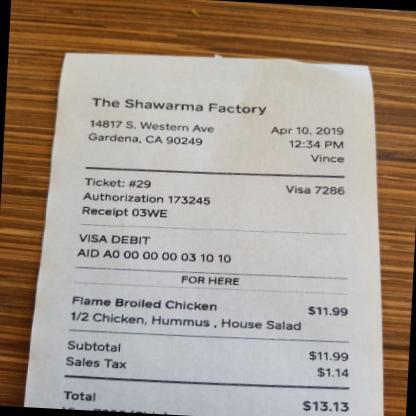 The Shawarma Factory
14817 S. Western Ave
Gardena, CA 90249
Apr 10, 2019
12:34 PM
Vince
Ticket: #29
Authorization 173245
Receipt 03WE
Visa 7286
VISA DEBIT
AID A0 00 00 00 03 10 10
FOR HERE
Flame Broiled Chicken $11.99
1/2 Chicken, Hummus , House Salad
Subtotal $11.99
Sales Tax $1.14
Total $13.13